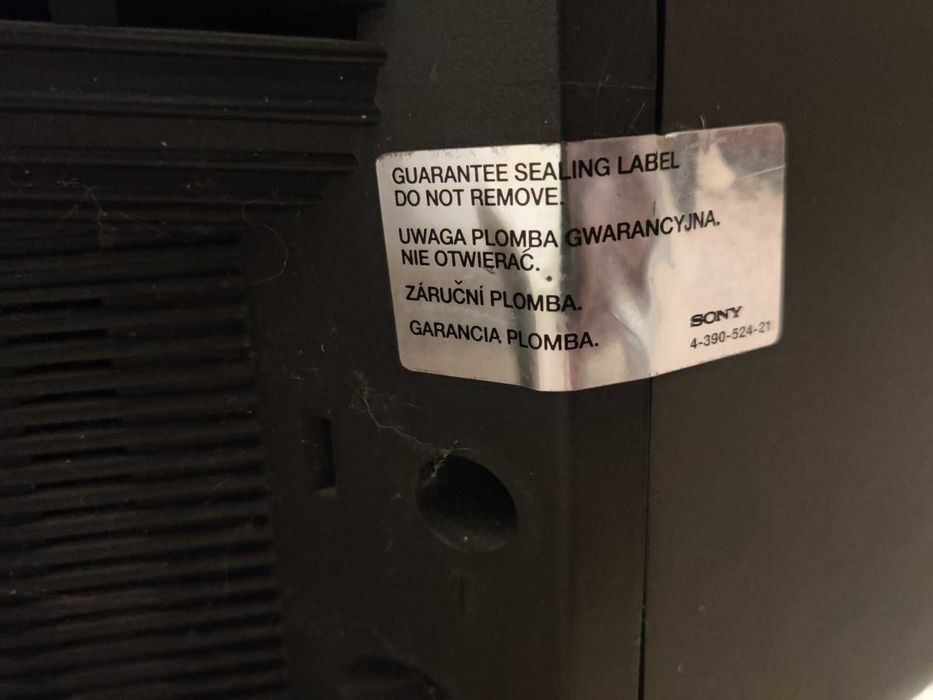 GUARANTEE SEALING LABEL
DO NOT REMOVE.
UWAGA PLOMBA GWARANCYJNA.
NIE OTWIERAĆ.
ZÁRUČNÍ PLOMBA.
GARANCIA PLOMBA.
SONY
4-390-524-21